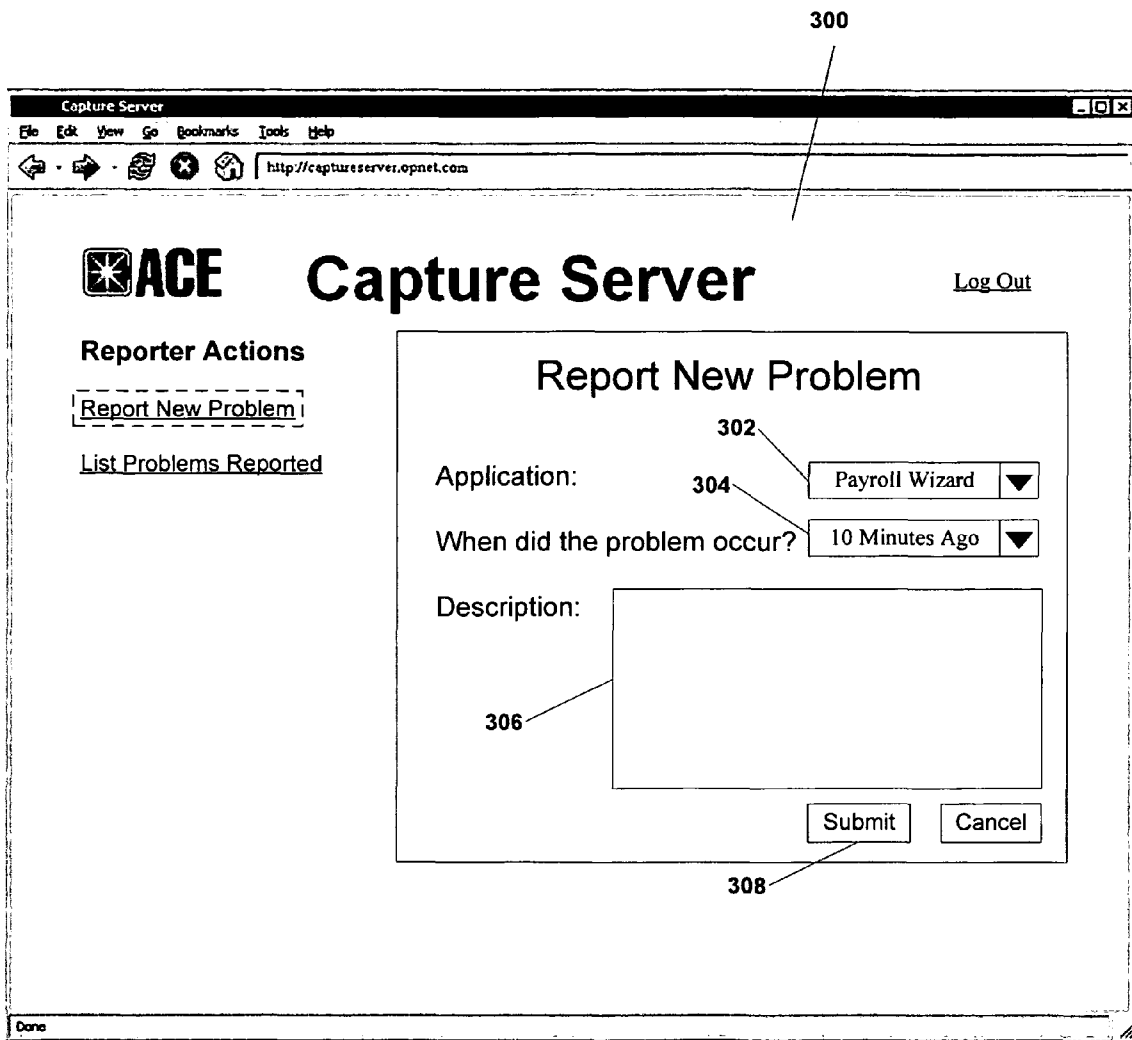 300
Capture Server
File Edit View Go Bookmarks Tools Help
http://captureserver.opnet.com
ACE
Capture Server
Log Out
Reporter Actions
Report New Problem
List Problems Reported
Report New Problem
302
Application:
Payroll Wizard
304
When did the problem occur?
10 Minutes Ago
Description:
306
Submit
Cancel
308
Done